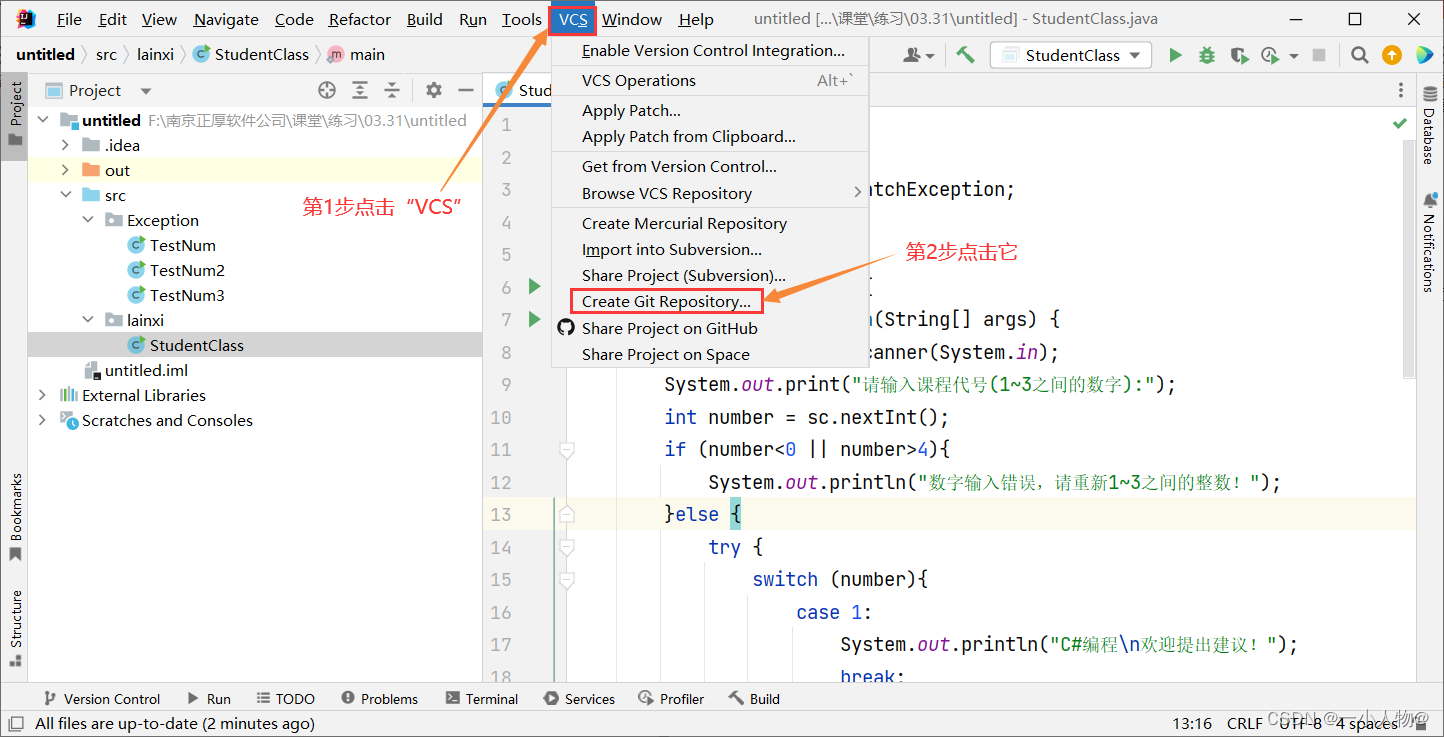 File Edit View Navigate Code Refactor Build Run Tools VCS Window Help untitled [...\课堂\练习\03.31\untitled] - StudentClass.java
untitled src lainxi StudentClass main
StudentClass
Project
Project
Stud
untitled F:\南京正厚软件公司\课堂\练习\03.31\untitled
.idea
out
src
Exception
TestNum
TestNum2
TestNum3
lainxi
StudentClass
untitled.iml
External Libraries
Scratches and Consoles
第1步点击“VCS”
Enable Version Control Integration...
VCS Operations Alt+`
Apply Patch...
Apply Patch from Clipboard...
Get from Version Control...
Browse VCS Repository
Create Mercurial Repository
Import into Subversion...
Share Project (Subversion)...
Create Git Repository...
Share Project on GitHub
Share Project on Space
第2步点击它
1
2
3 atchException;
4
5
6
7 (String[] args) {
8 canner(System.in);
9 System.out.print("请输入课程代号(1~3之间的数字):");
10 int number = sc.nextInt();
11 if (number<0 || number>4){
12 System.out.println("数字输入错误，请重新1~3之间的整数！");
13 }else {
14 try {
15 switch (number){
16 case 1:
17 System.out.println("C#编程\n欢迎提出建议！");
18 break;
Database
Notifications
Bookmarks
Structure
Version Control Run TODO Problems Terminal Services Profiler Build
All files are up-to-date (2 minutes ago)
13:16 CRLF UTF-8 4 spaces
CSDN @一小人物@